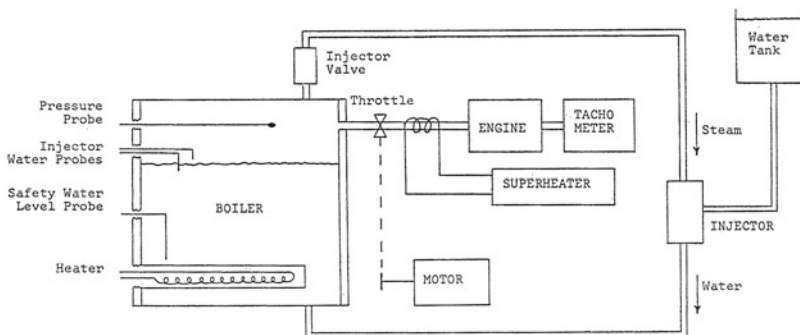 Water
Tank
Injector
Valve
Pressure
Probe
Throttle
ENGINE
TACHO
METER
Steam
Injector
Water Probes
SUPERHEATER
Safety Water
Level Probe
BOILER
INJECTOR
Heater
MOTOR
Water